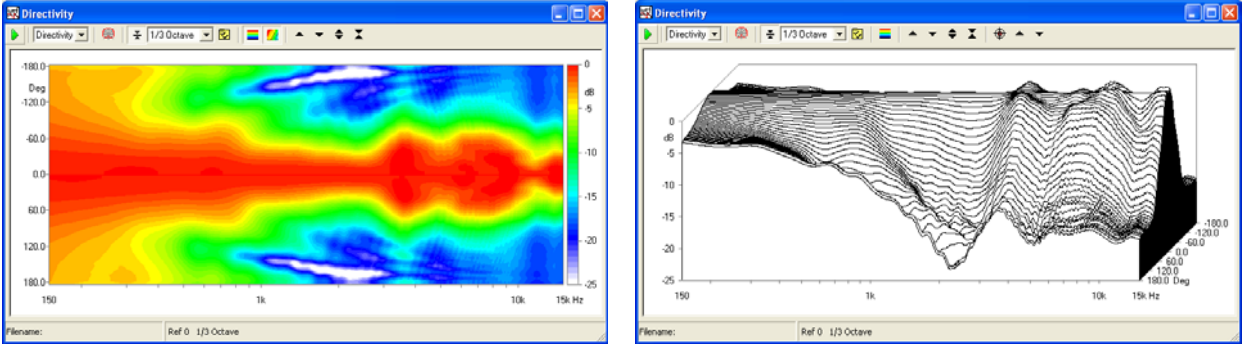 Directivity
Directivity 1/3 Octave
-180.0
Deg
-120.0
-60.0
0.0
60.0
120.0
180.0
150 1k 10k 15k Hz
0
dB
-5
-10
-15
-20
-25
Filename: Ref 0 1/3 Octave
Directivity
Directivity 1/3 Octave
0
dB
-5
-10
-15
-20
-25
150 1k 10k 15k Hz
-180.0
-120.0
-60.0
0.0
60.0
120.0
180.0 Deg
Filename: Ref 0 1/3 Octave